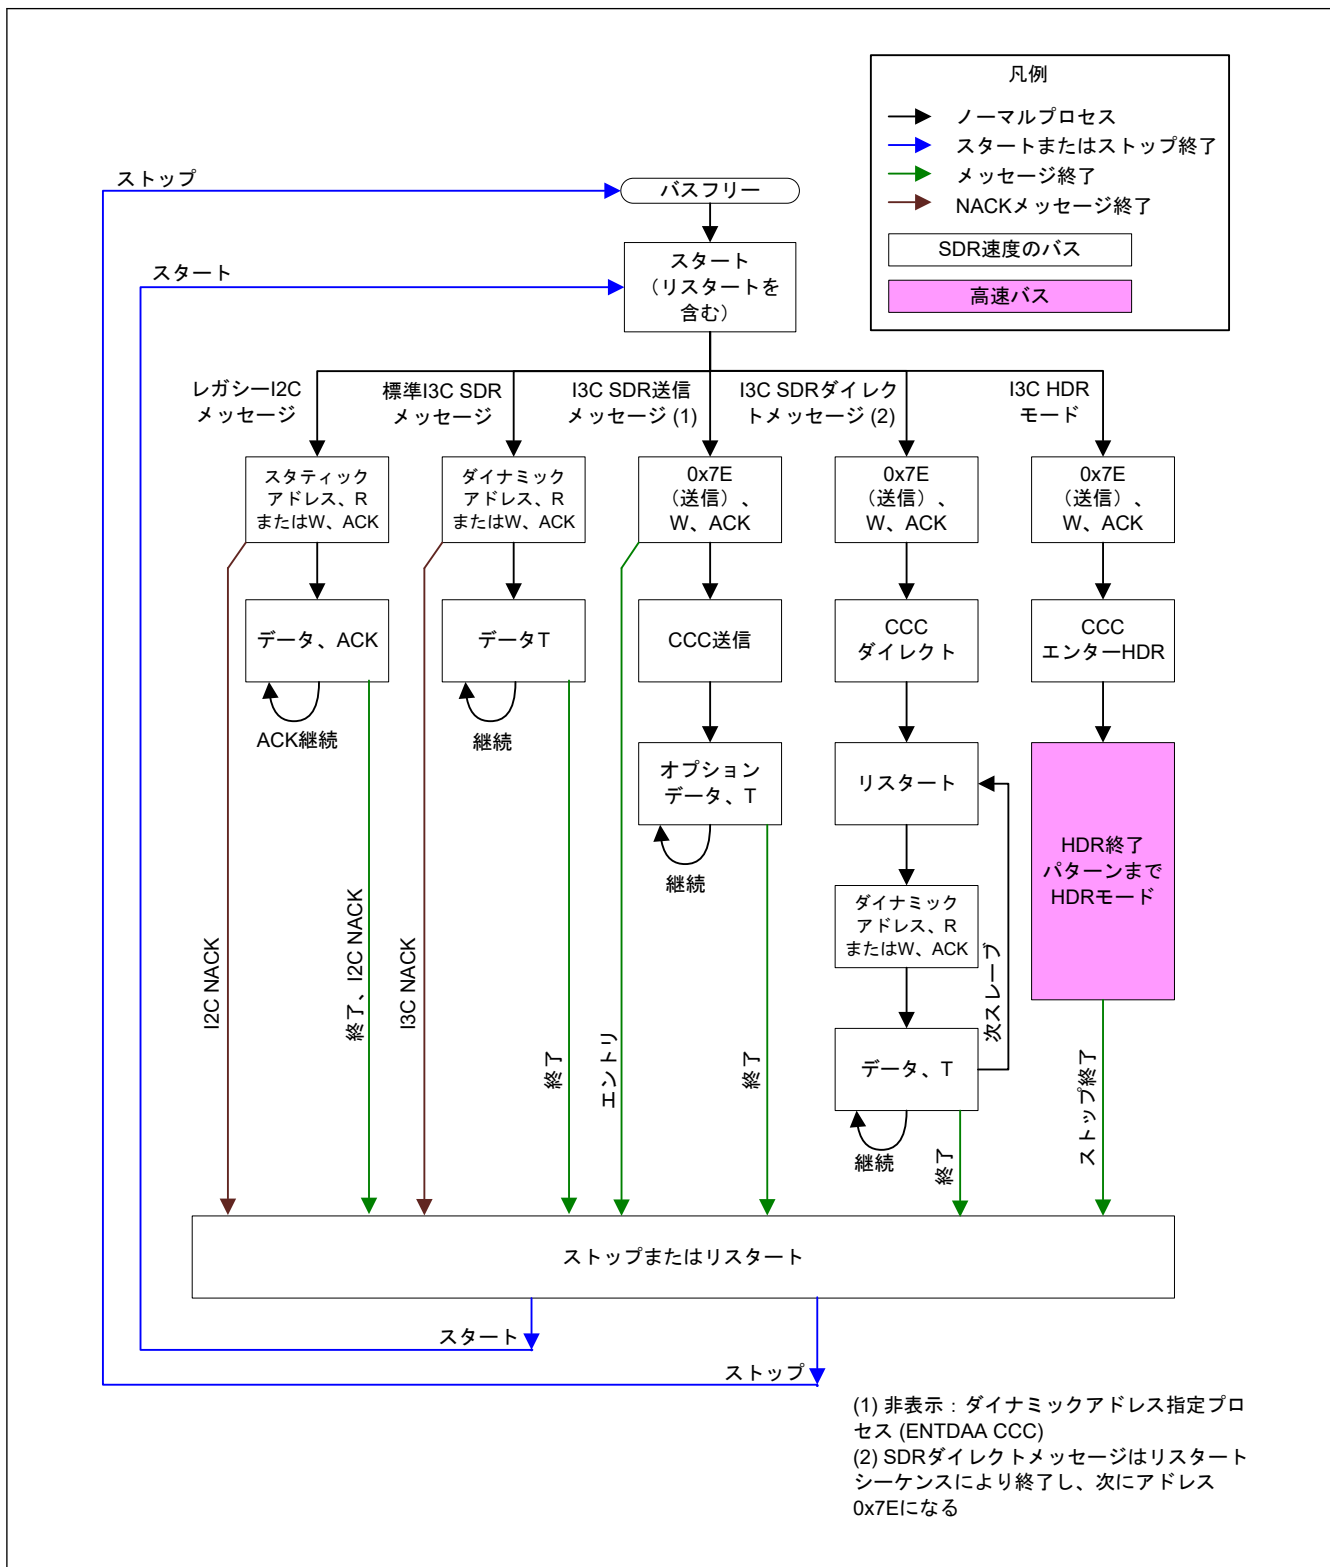 凡例
ノーマルプロセス
スタートまたはストップ終了
メッセージ終了
NACKメッセージ終了
SDR速度のバス
高速バス
ストップ
バスフリー
スタート
スタート
（リスタートを
含む）
レガシーI2C
メッセージ
標準I3C SDR
メッセージ
I3C SDR送信
メッセージ (1)
I3C SDRダイレク
トメッセージ (2)
I3C HDR
モード
スタティック
アドレス、R
またはW、ACK
ダイナミック
アドレス、R
またはW、ACK
0x7E
（送信）、
W、ACK
0x7E
（送信）、
W、ACK
0x7E
（送信）、
W、ACK
データ、ACK
データT
CCC送信
CCC
ダイレクト
CCC
エンターHDR
ACK継続
継続
オプション
データ、T
リスタート
HDR終了
パターンまで
HDRモード
継続
ダイナミック
アドレス、R
またはW、ACK
次スレーブ
I2C NACK
終了、I2C NACK
I3C NACK
終了
エントリ
終了
データ、T
継続
終了
ストップ終了
ストップまたはリスタート
スタート
ストップ
(1) 非表示：ダイナミックアドレス指定プロ
セス (ENTDAA CCC)
(2) SDRダイレクトメッセージはリスタート
シーケンスにより終了し、次にアドレス
0x7Eになる